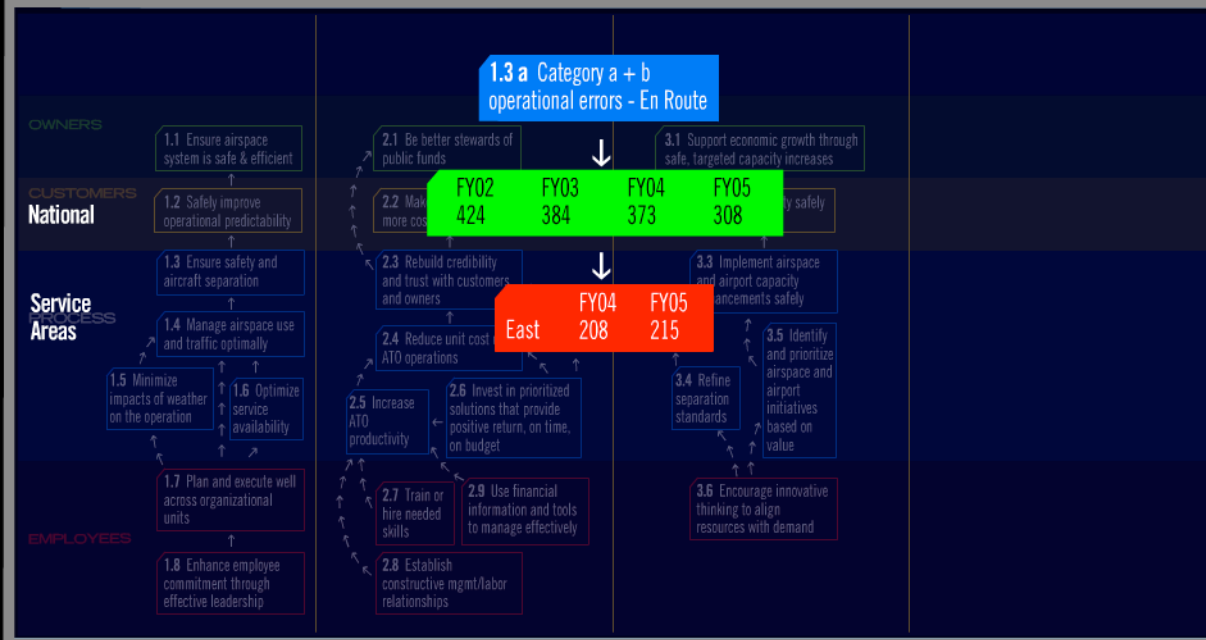 1.3 a Category a + b
operational errors - En Route
OWNERS
1.1 Ensure airspace
system is safe & efficient
2.1 Be better stewards of
public funds
3.1 Support economic growth through
safe, targeted capacity increases
CUSTOMERS
National
1.2 Safely improve
operational predictability
2.2
more
FY02 FY03 FY04 FY05
424 384 373 308
safely
1.3 Ensure safety and
aircraft separation
2.3 Rebuild credibility
and trust with customers
and owners
3.3 Implement airspace
and airport capacity
safely
Service
Areas
PROCESS
FY04 FY05
East 208 215
1.4 Manage airspace use
and traffic optimally
2.4 Reduce unit cost
ATO operations
1.5 Minimize
impacts of weather
on the operation
1.6 Optimize
service
availability
2.5 Increase
ATO
productivity
2.6 Invest in prioritized
solutions that provide
positive return, on time,
on budget
3.4 Refine
separation
standards
3.5 Identify
and prioritize
airspace and
airport
initiatives
based on
value
1.7 Plan and execute well
across organizational
units
2.7 Train or
hire needed
skills
2.9 Use financial
information and tools
to manage effectively
3.6 Encourage innovative
thinking to align
resources with demand
EMPLOYEES
1.8 Enhance employee
commitment through
effective leadership
2.8 Establish
constructive mgmt/labor
relationships